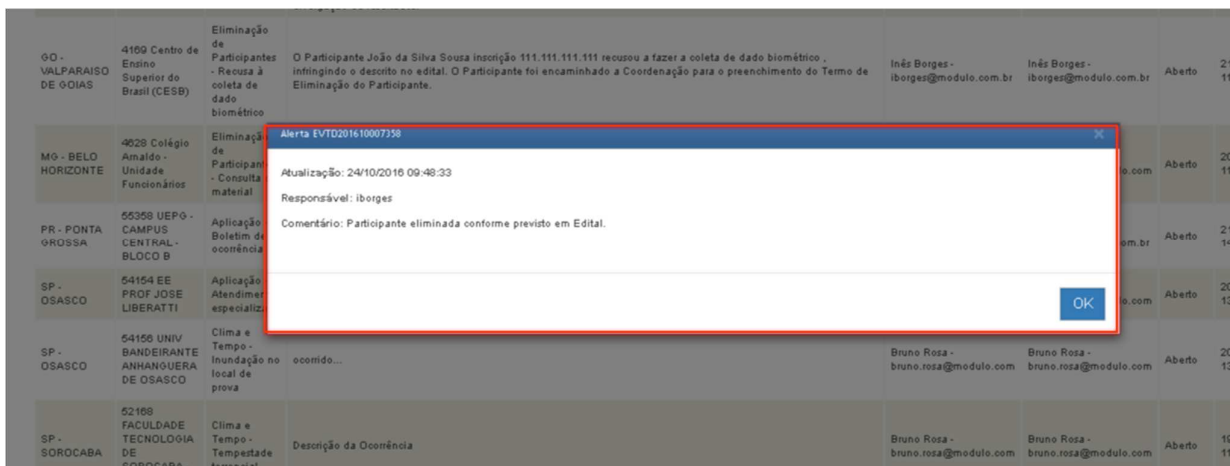 Eliminação
de
Participantes
- Recusa à
coleta de
dado
biométrico
GO -
VALPARAISO
DE GOIAS
4169 Centro de
Ensino
Superior do
Brasil (CESB)
O Participante João da Silva Sousa inscrição 111.111.111.111 recusou a fazer a coleta de dado biométrico ,
infringindo o descrito no edital. O Participante foi encaminhado a Coordenação para o preenchimento do Termo de
Eliminação do Participante.
Inês Borges -
iborges@modulo.com.br
Inês Borges -
iborges@modulo.com.br
Aberto
MG - BELO
HORIZONTE
4628 Colégio
Arnaldo -
Unidade
Funcionários
de
- Consulta
material
Aberto
Alerta EVTD201610007358
Atualização: 24/10/2016 09:48:33
Responsável: iborges
Comentário: Participante eliminada conforme previsto em Edital.
OK
PR - PONTA
GROSSA
55358 UEPG -
CAMPUS
CENTRAL -
BLOCO B
Aplicação
Boletim de
ocorrência
Aberto
SP -
OSASCO
54154 EE
PROF JOSE
LIBERATTI
Aplicação
Aberto
SP -
OSASCO
54156 UNIV
BANDEIRANTE
ANHANGUERA
DE OSASCO
Clima e
Tempo -
Inundação no
local de
prova
ocorrido...
Bruno Rosa -
bruno.rosa@modulo.com
Bruno Rosa -
bruno.rosa@modulo.com
Aberto
SP -
SOROCABA
52168
FACULDADE
TECNOLOGIA
DE
Clima e
Tempo -
Tempestade
Descrição da Ocorrência
Bruno Rosa -
bruno.rosa@modulo.com
Bruno Rosa -
bruno.rosa@modulo.com
Aberto